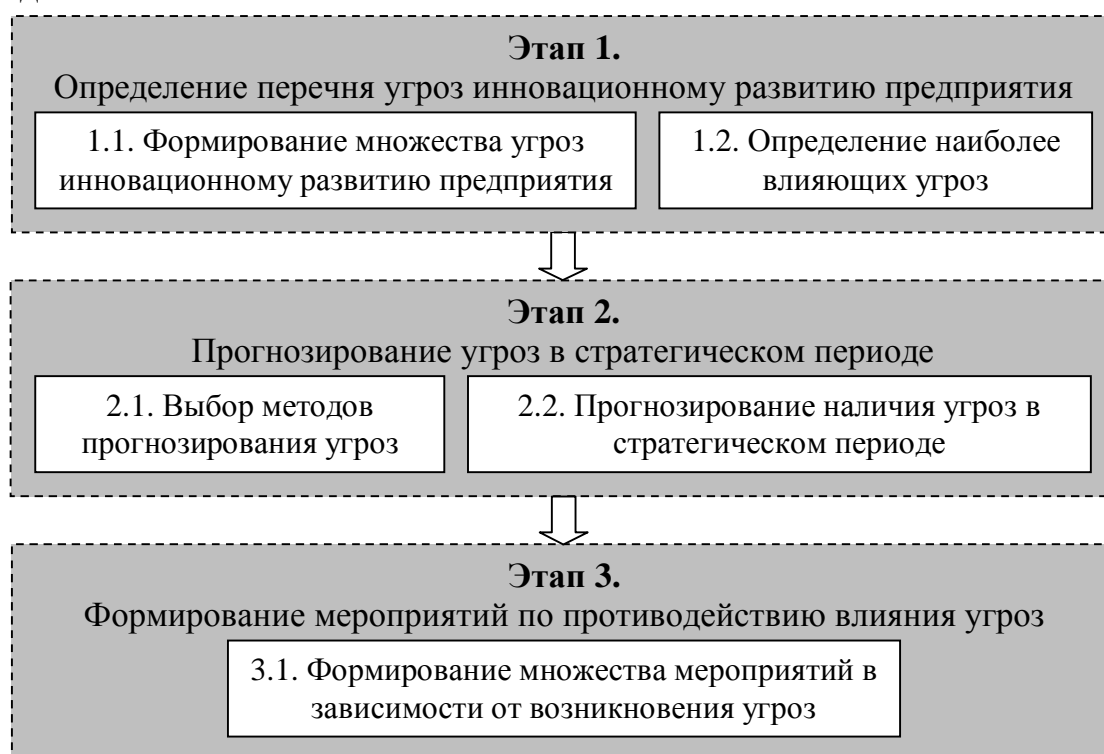 Этап 1.
Определение перечня угроз инновационному развитию предприятия
1.1. Формирование множества угроз
инновационному развитию предприятия
1.2. Определение наиболее
влияющих угроз
Этап 2.
Прогнозирование угроз в стратегическом периоде
2.1. Выбор методов
прогнозирования угроз
2.2. Прогнозирование наличия угроз в
стратегическом периоде
Этап 3.
Формирование мероприятий по противодействию влияния угроз
3.1. Формирование множества мероприятий в
зависимости от возникновения угроз